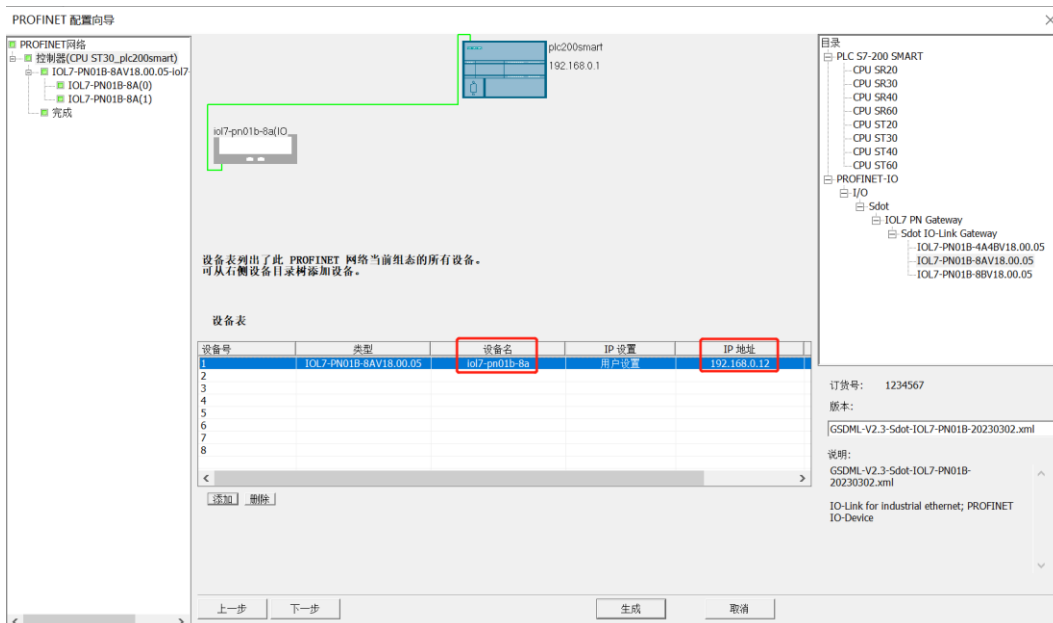 PROFINET 配置向导
PROFINET网络
控制器(CPU ST30_plc200smart)
IOL7-PN01B-8AV18.00.05-iol7-
IOL7-PN01B-8A(0)
IOL7-PN01B-8A(1)
完成
plc200smart
192.168.0.1
iol7-pn01b-8a(IO_
设备表列出了此 PROFINET 网络当前组态的所有设备。
可从右侧设备目录树添加设备。
设备表
设备号 类型 设备名 IP 设置 IP 地址
1 IOL7-PN01B-8AV18.00.05 iol7-pn01b-8a 用户设置 192.168.0.12
2
3
4
5
6
7
8
添加 删除
上一步 下一步 生成 取消
目录
PLC S7-200 SMART
CPU SR20
CPU SR30
CPU SR40
CPU SR60
CPU ST20
CPU ST30
CPU ST40
CPU ST60
PROFINET-IO
I/O
Sdot
IOL7 PN Gateway
Sdot IO-Link Gateway
IOL7-PN01B-4A4BV18.00.05
IOL7-PN01B-8AV18.00.05
IOL7-PN01B-8BV18.00.05
订货号: 1234567
版本:
GSDML-V2.3-Sdot-IOL7-PN01B-20230302.xml
说明:
GSDML-V2.3-Sdot-IOL7-PN01B-
20230302.xml
IO-Link for industrial ethernet; PROFINET
IO-Device